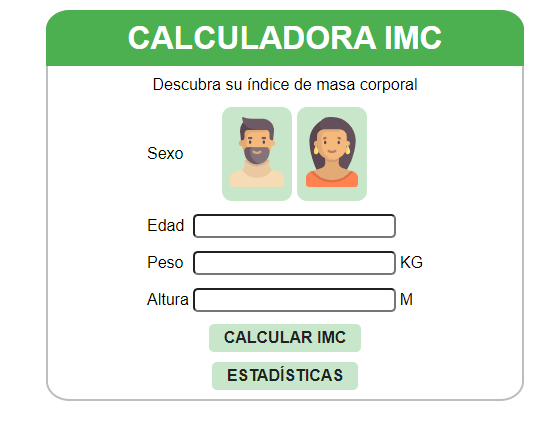 CALCULADORA IMC
Descubra su índice de masa corporal
Sexo
Edad
Peso KG
Altura M
CALCULAR IMC
ESTADÍSTICAS